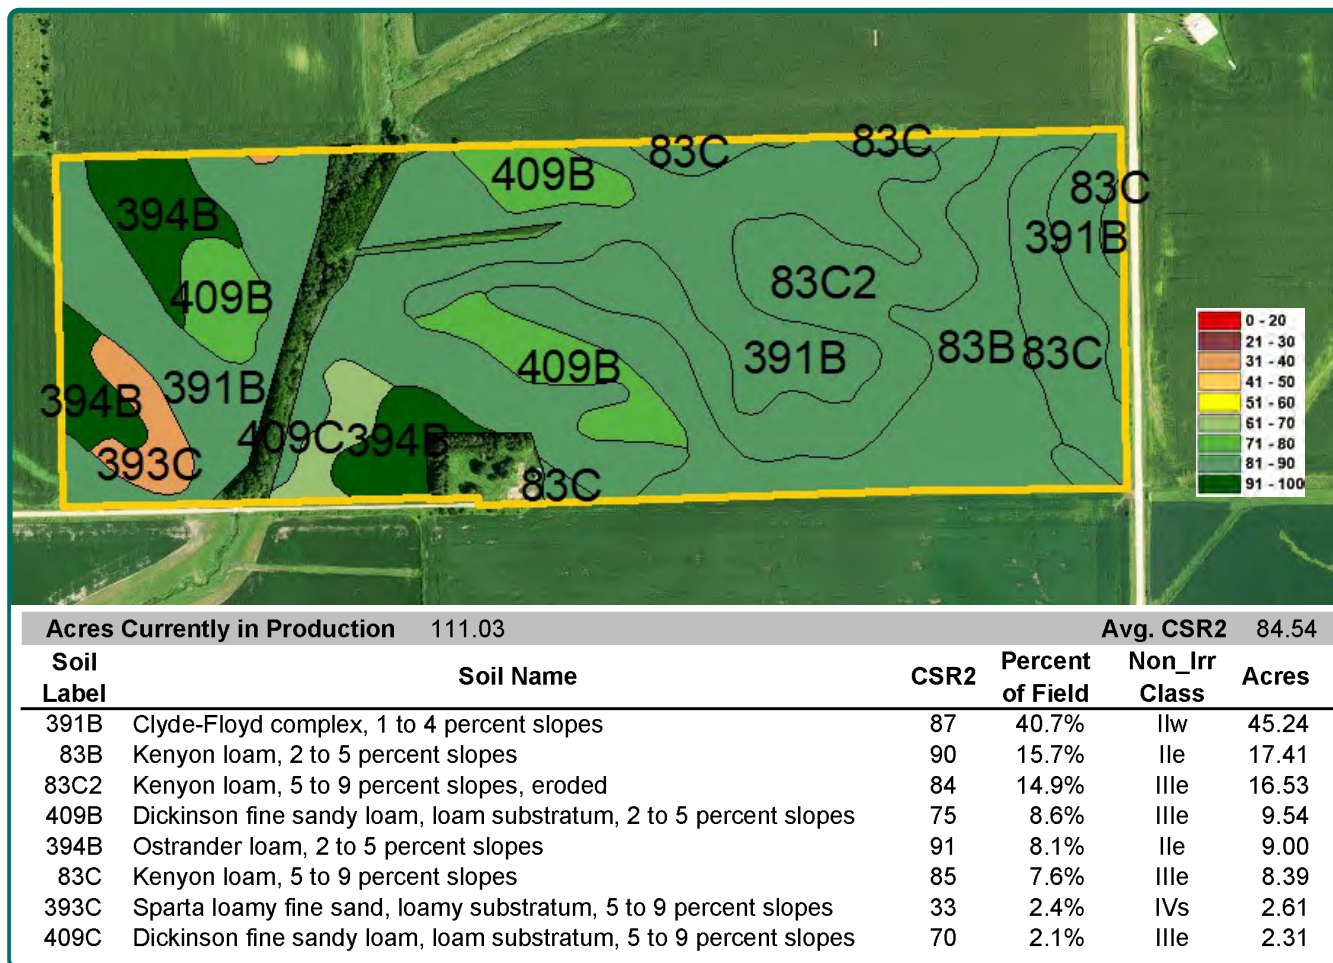 83C
83C
409B
83C
394B
391B
83C2
409B
391B
83B
83C
409B
391B
394B
409C
394B
393C
83C
0 - 20
21 - 30
31 - 40
41 - 50
51 - 60
61 - 70
71 - 80
81 - 90
91 - 100
Acres Currently in Production 111.03 Avg. CSR2 84.54
Soil Label Soil Name CSR2 Percent of Field Non_Irr Class Acres
391B Clyde-Floyd complex, 1 to 4 percent slopes 87 40.7% IIw 45.24
83B Kenyon loam, 2 to 5 percent slopes 90 15.7% IIe 17.41
83C2 Kenyon loam, 5 to 9 percent slopes, eroded 84 14.9% IIIe 16.53
409B Dickinson fine sandy loam, loam substratum, 2 to 5 percent slopes 75 8.6% IIIe 9.54
394B Ostrander loam, 2 to 5 percent slopes 91 8.1% IIe 9.00
83C Kenyon loam, 5 to 9 percent slopes 85 7.6% IIIe 8.39
393C Sparta loamy fine sand, loamy substratum, 5 to 9 percent slopes 33 2.4% IVs 2.61
409C Dickinson fine sandy loam, loam substratum, 5 to 9 percent slopes 70 2.1% IIIe 2.31